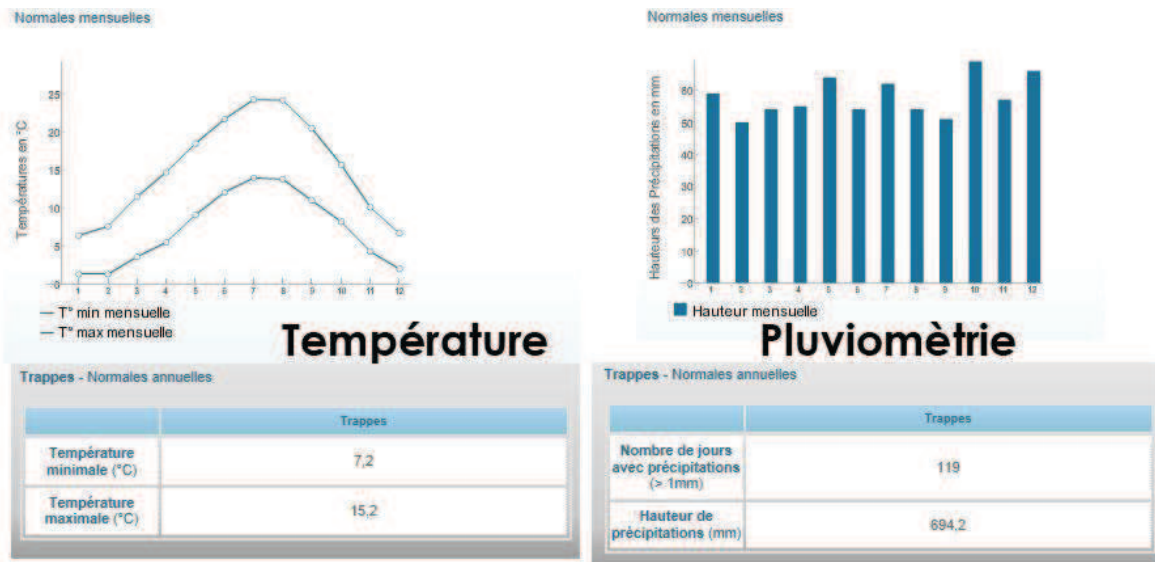 Normales mensuelles
Températures en °C
25
20
15
10
5
0
1 2 3 4 5 6 7 8 9 10 11 12
T° min mensuelle
T° max mensuelle
Température
Trappes - Normales annuelles
Trappes
Température
minimale (°C)
7,2
Température
maximale (°C)
15,2
Normales mensuelles
Hauteurs des Précipitations en mm
60
50
40
30
20
10
0
1 2 3 4 5 6 7 8 9 10 11 12
Hauteur mensuelle
Pluviomètrie
Trappes - Normales annuelles
Trappes
Nombre de jours
avec précipitations
(> 1mm)
119
Hauteur de
précipitations (mm)
694,2